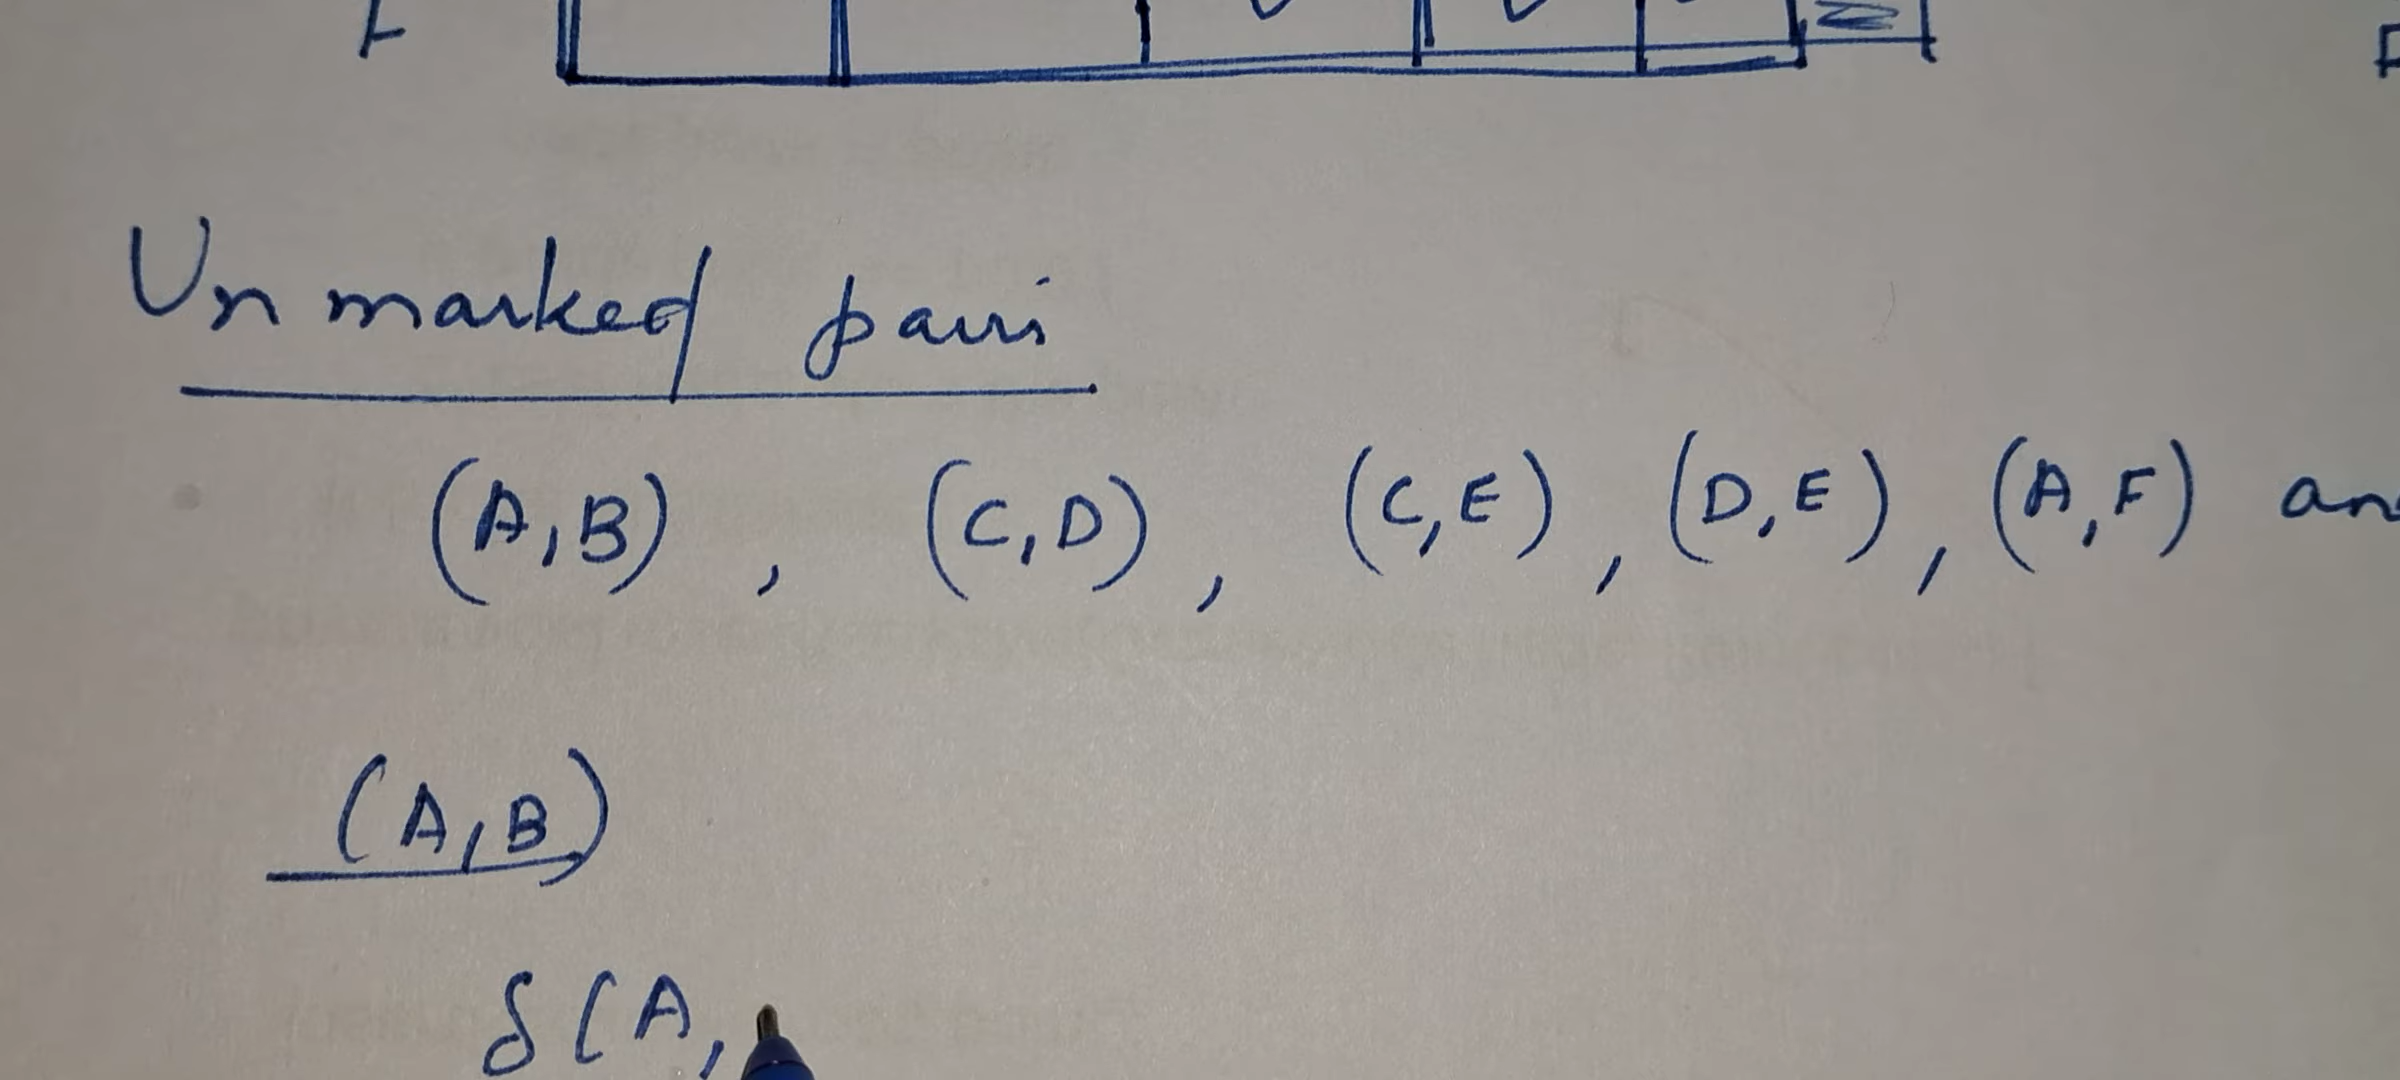 F
Unmarked pairs
(A,B) , (C,D) , (C,E) , (D,E) , (A,F) an
(A,B)
δ(A,